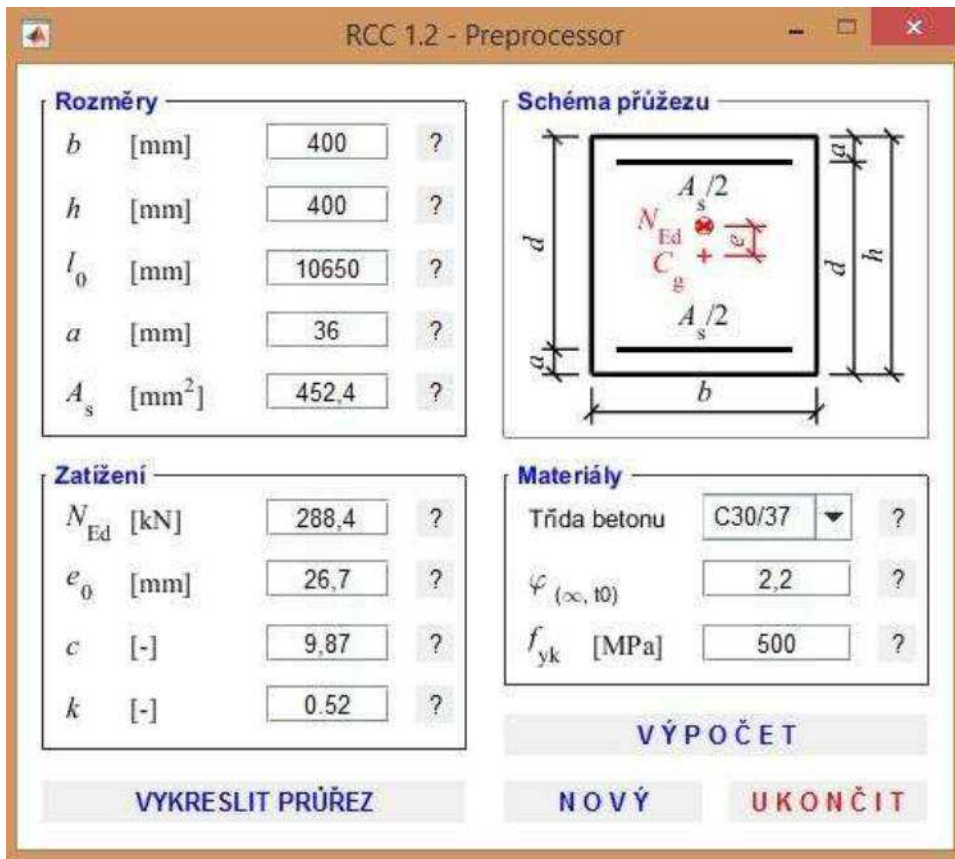 RCC 1.2 - Preprocessor
Rozměry
b [mm] 400 ?
h [mm] 400 ?
l0 [mm] 10650 ?
a [mm] 36 ?
As [mm2] 452,4 ?
Schéma přůžezu
a
As/2
NEd
e
d
Cg
d
h
As/2
a
b
Zatížení
NEd [kN] 288,4 ?
e0 [mm] 26,7 ?
c [-] 9,87 ?
k [-] 0.52 ?
Materiály
Třída betonu C30/37 ?
φ(∞, t0) 2,2 ?
fyk [MPa] 500 ?
VÝPOČET
VYKRESLIT PRŮŘEZ
NOVÝ
UKONČIT